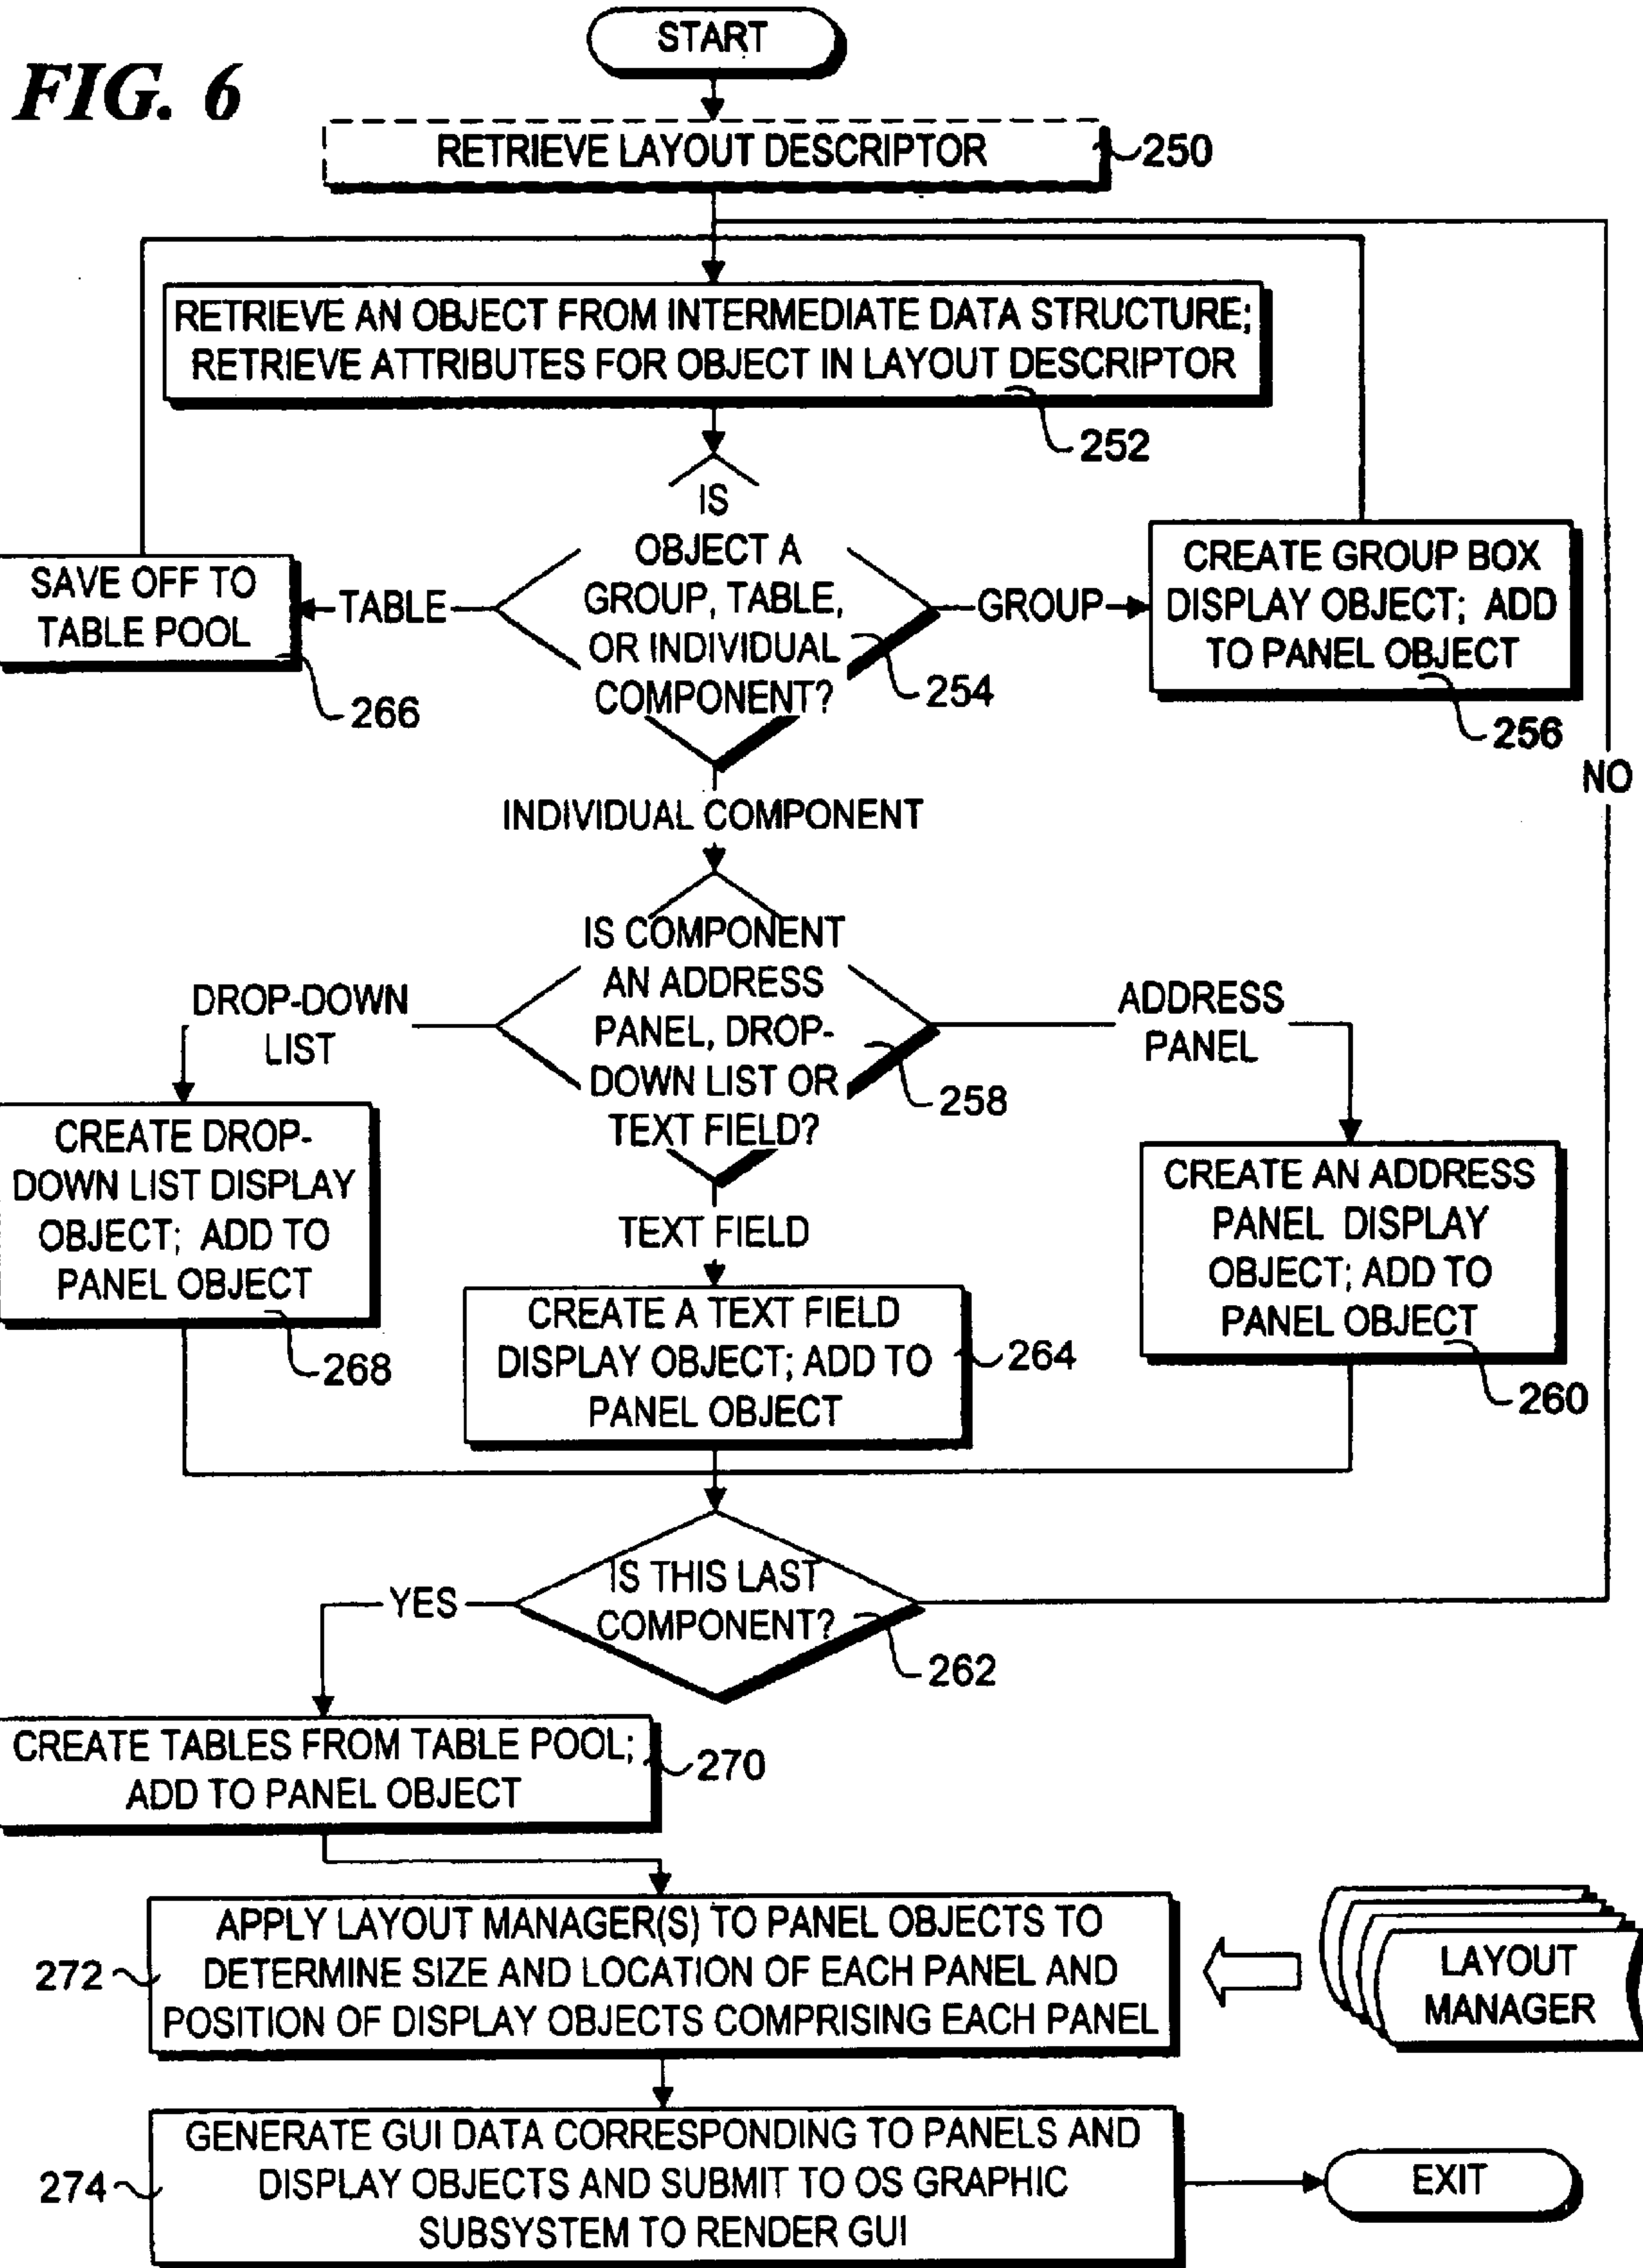 FIG. 6
START
RETRIEVE LAYOUT DESCRIPTOR
250
RETRIEVE AN OBJECT FROM INTERMEDIATE DATA STRUCTURE;
RETRIEVE ATTRIBUTES FOR OBJECT IN LAYOUT DESCRIPTOR
252
IS
OBJECT A
GROUP, TABLE,
OR INDIVIDUAL
COMPONENT?
254
TABLE
SAVE OFF TO
TABLE POOL
266
GROUP
CREATE GROUP BOX
DISPLAY OBJECT; ADD
TO PANEL OBJECT
256
NO
INDIVIDUAL COMPONENT
IS COMPONENT
AN ADDRESS
PANEL, DROP-
DOWN LIST OR
TEXT FIELD?
258
DROP-DOWN
LIST
CREATE DROP-
DOWN LIST DISPLAY
OBJECT; ADD TO
PANEL OBJECT
268
TEXT FIELD
CREATE A TEXT FIELD
DISPLAY OBJECT; ADD TO
PANEL OBJECT
264
ADDRESS
PANEL
CREATE AN ADDRESS
PANEL DISPLAY
OBJECT; ADD TO
PANEL OBJECT
260
IS THIS LAST
COMPONENT?
262
YES
CREATE TABLES FROM TABLE POOL;
ADD TO PANEL OBJECT
270
APPLY LAYOUT MANAGER(S) TO PANEL OBJECTS TO
DETERMINE SIZE AND LOCATION OF EACH PANEL AND
POSITION OF DISPLAY OBJECTS COMPRISING EACH PANEL
272
LAYOUT
MANAGER
GENERATE GUI DATA CORRESPONDING TO PANELS AND
DISPLAY OBJECTS AND SUBMIT TO OS GRAPHIC
SUBSYSTEM TO RENDER GUI
274
EXIT